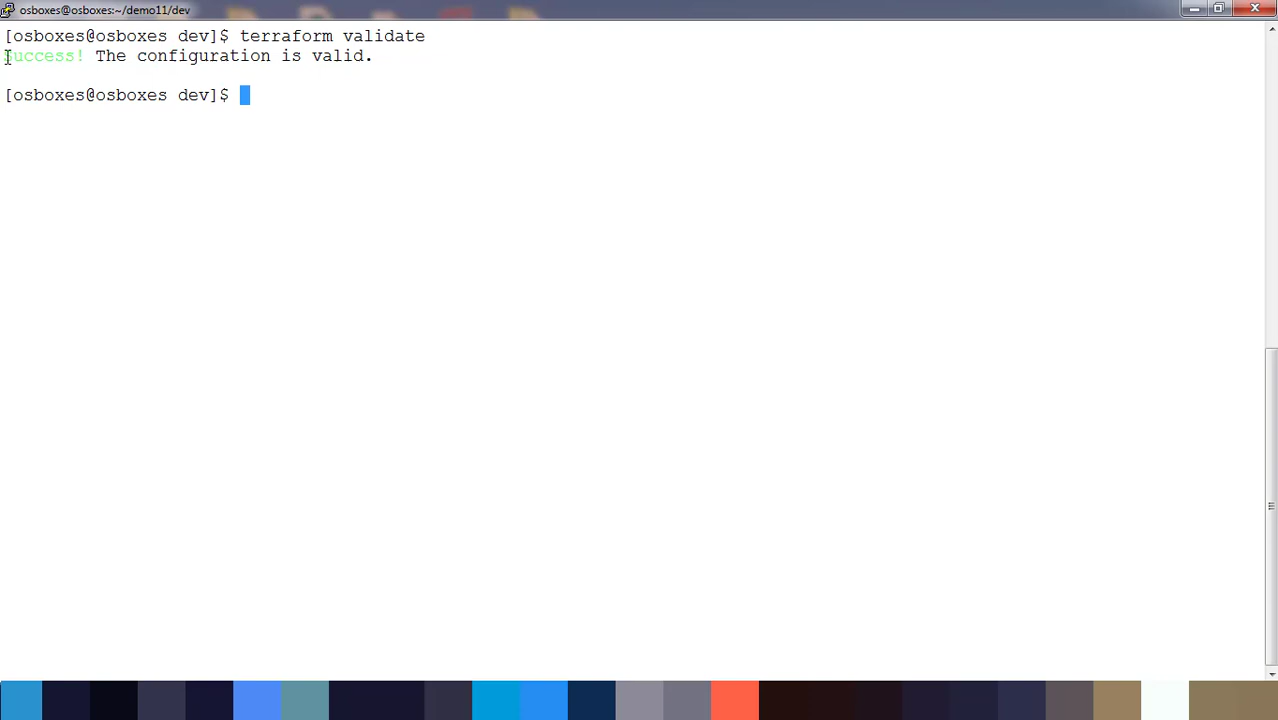 osboxes@osboxes:~/demo11/dev
[osboxes@osboxes dev]$ terraform validate
Success! The configuration is valid.
[osboxes@osboxes dev]$